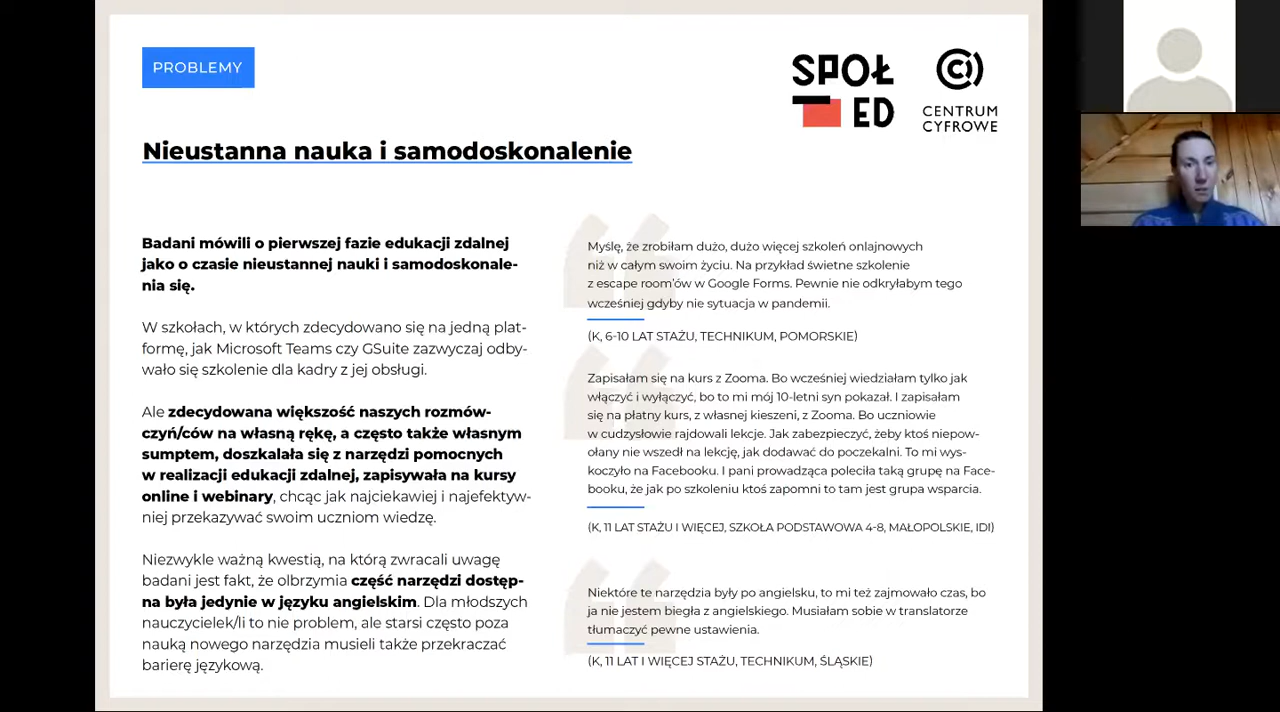 PROBLEMY
SPOŁ
ED
CENTRUM
CYFROWE
Nieustanna nauka i samodoskonalenie
Badani mówili o pierwszej fazie edukacji zdalnej
jako o czasie nieustannej nauki i samodoskonale-
nia się.
W szkołach, w których zdecydowano się na jedną plat-
formę, jak Microsoft Teams czy GSuite zazwyczaj odby-
wało się szkolenie dla kadry z jej obsługi.
Ale zdecydowana większość naszych rozmów-
czyń/ców na własną rękę, a często także własnym
sumptem, doszkalała się z narzędzi pomocnych
w realizacji edukacji zdalnej, zapisywała na kursy
online i webinary, chcąc jak najciekawiej i najefektyw-
niej przekazywać swoim uczniom wiedzę.
Niezwykle ważną kwestią, na którą zwracali uwagę
badani jest fakt, że olbrzymia część narzędzi dostęp-
na była jedynie w języku angielskim. Dla młodszych
nauczycielek/li to nie problem, ale starsi często poza
nauką nowego narzędzia musieli także przekraczać
barierę językową.
Myślę, że zrobiłam dużo, dużo więcej szkoleń onlajnowych
niż w całym swoim życiu. Na przykład świetne szkolenie
z escape room'ów w Google Forms. Pewnie nie odkryłabym tego
wcześniej gdyby nie sytuacja w pandemii.
(K, 6-10 LAT STAŻU, TECHNIKUM, POMORSKIE)
Zapisałam się na kurs z Zooma. Bo wcześniej wiedziałam tylko jak
włączyć i wyłączyć, bo to mi mój 10-letni syn pokazał. I zapisałam
się na płatny kurs, z własnej kieszeni, z Zooma. Bo uczniowie
w cudzysłowie rajdowali lekcje. Jak zabezpieczyć, żeby ktoś niepow-
ołany nie wszedł na lekcję, jak dodawać do poczekalni. To mi wys-
koczyło na Facebooku. I pani prowadząca poleciła taką grupę na Face-
booku, że jak po szkoleniu ktoś zapomni to tam jest grupa wsparcia.
(K, 11 LAT STAŻU I WIĘCEJ, SZKOŁA PODSTAWOWA 4-8, MAŁOPOLSKIE, IDI)
Niektóre te narzędzia były po angielsku, to mi też zajmowało czas, bo
ja nie jestem biegła z angielskiego. Musiałam sobie w translatorze
tłumaczyć pewne ustawienia.
(K, 11 LAT I WIĘCEJ STAŻU, TECHNIKUM, ŚLĄSKIE)